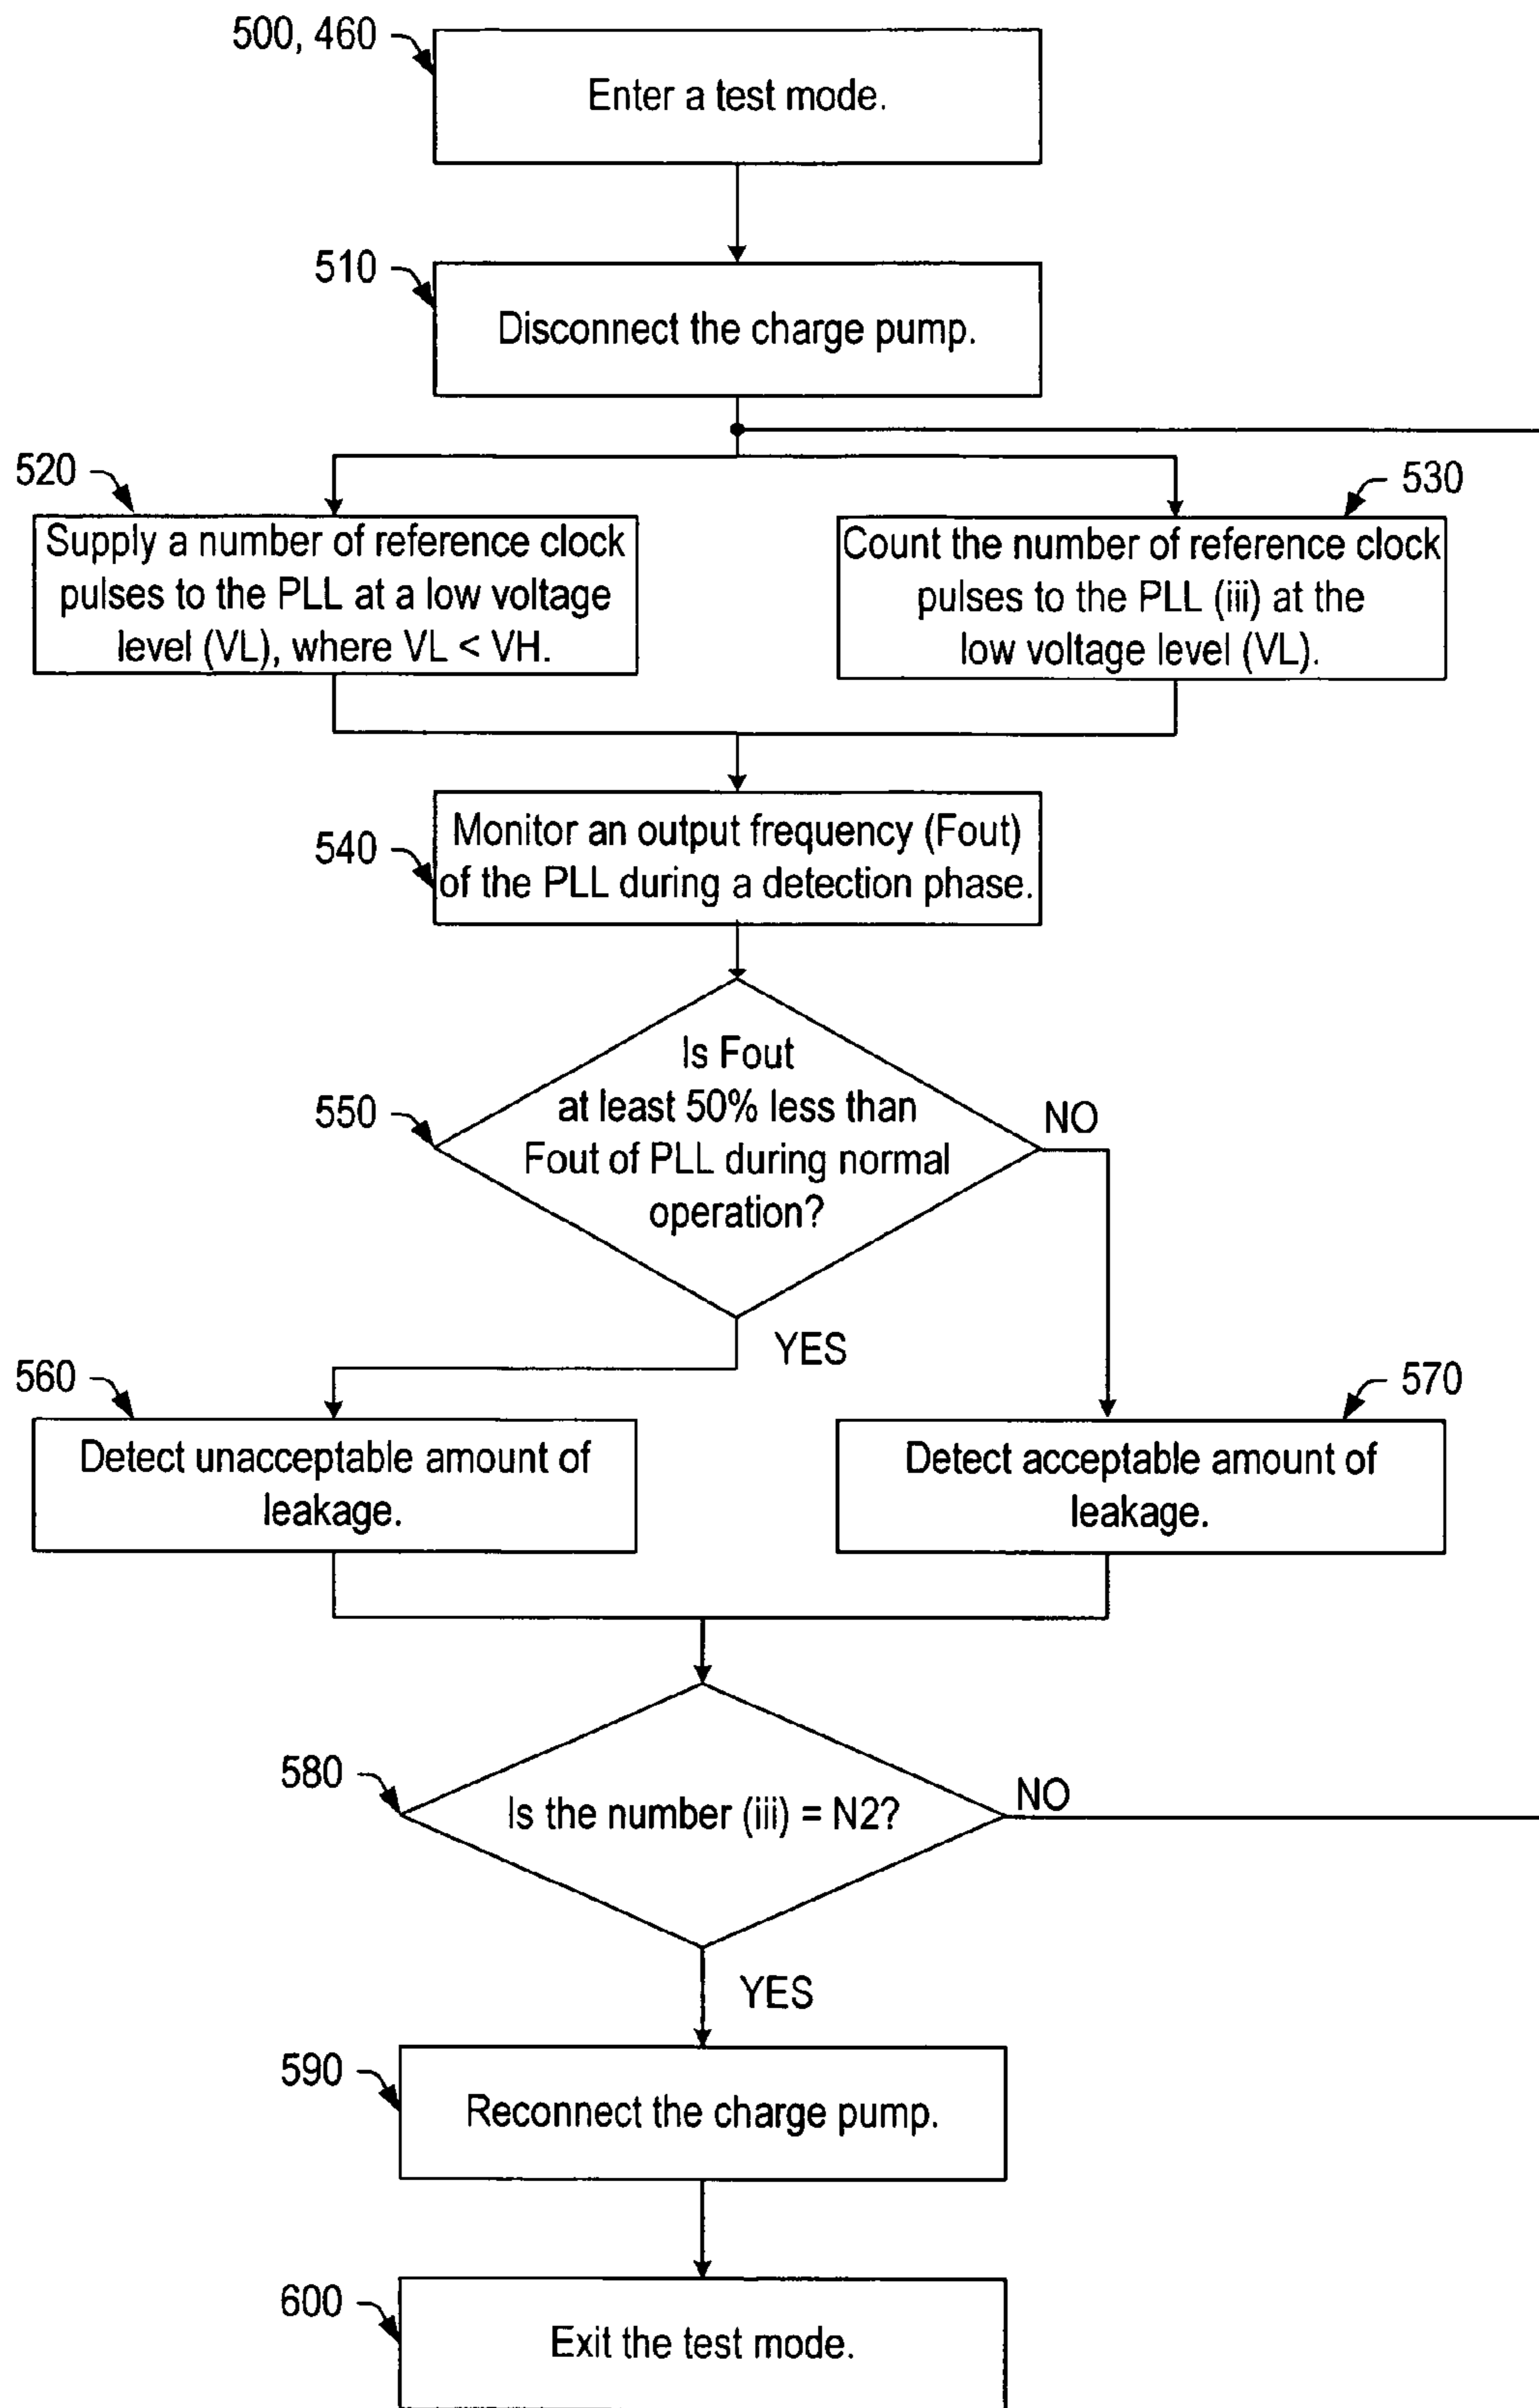 500, 460
Enter a test mode.
510
Disconnect the charge pump.
520
530
Supply a number of reference clock
pulses to the PLL at a low voltage
level (VL), where VL < VH.
Count the number of reference clock
pulses to the PLL (iii) at the
low voltage level (VL).
540
Monitor an output frequency (Fout)
of the PLL during a detection phase.
550
Is Fout
at least 50% less than
Fout of PLL during normal
operation?
NO
YES
560
570
Detect unacceptable amount of
leakage.
Detect acceptable amount of
leakage.
580
Is the number (iii) = N2?
NO
YES
590
Reconnect the charge pump.
600
Exit the test mode.